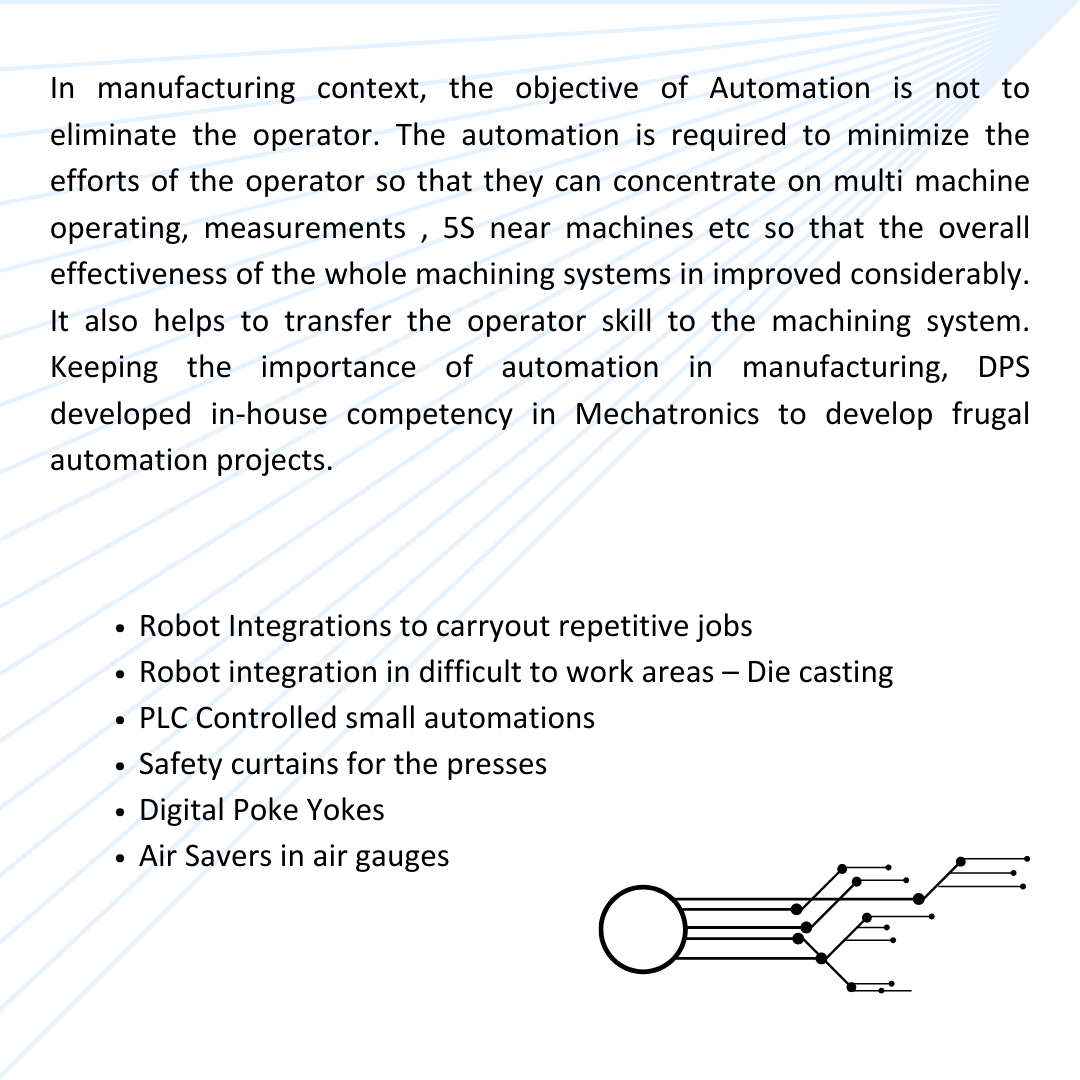 In manufacturing context, the objective of Automation is not to
eliminate the operator. The automation is required to minimize the
efforts of the operator so that they can concentrate on multi machine
operating, measurements , 5S near machines etc so that the overall
effectiveness of the whole machining systems in improved considerably.
It also helps to transfer the operator skill to the machining system.
Keeping the importance of automation in manufacturing, DPS
developed in-house competency in Mechatronics to develop frugal
automation projects.
• Robot Integrations to carryout repetitive jobs
• Robot integration in difficult to work areas – Die casting
• PLC Controlled small automations
• Safety curtains for the presses
• Digital Poke Yokes
• Air Savers in air gauges